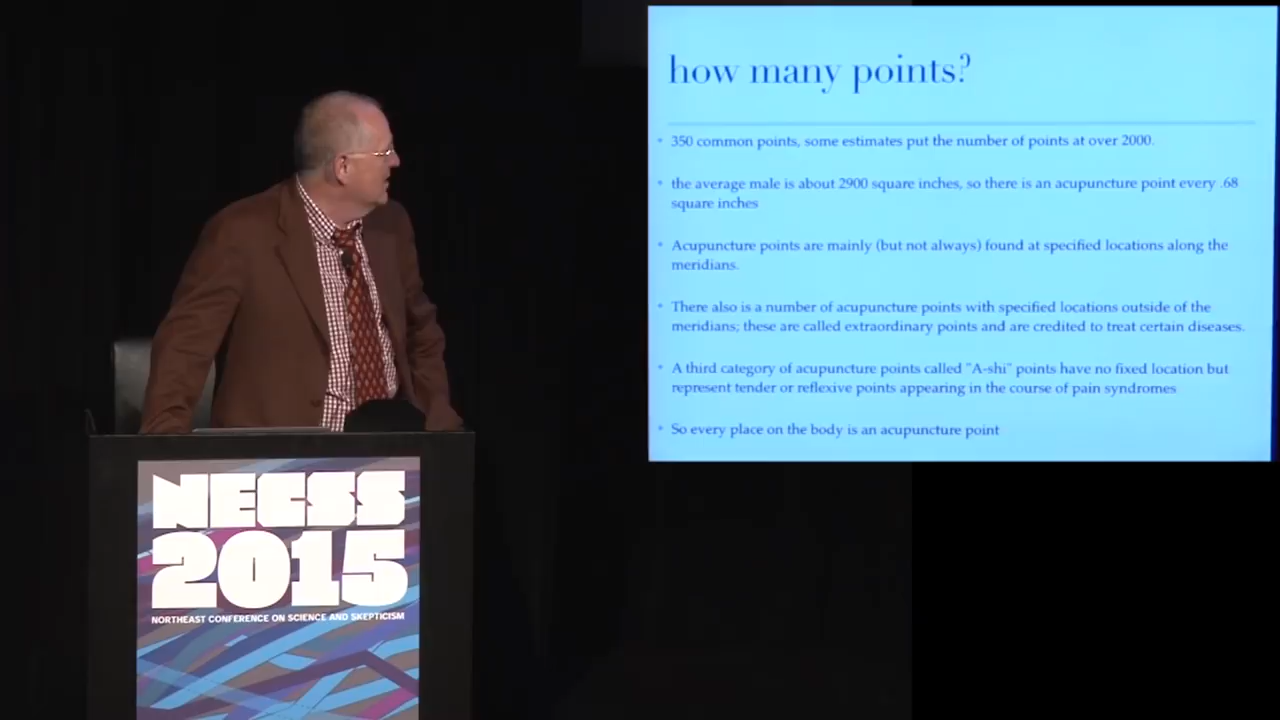 how many points?
• 350 common points, some estimates put the number of points at over 2000.
• the average male is about 2900 square inches, so there is an acupuncture point every .68
square inches
• Acupuncture points are mainly (but not always) found at specified locations along the
meridians.
• There also is a number of acupuncture points with specified locations outside of the
meridians; these are called extraordinary points and are credited to treat certain diseases.
• A third category of acupuncture points called "A-shi" points have no fixed location but
represent tender or reflexive points appearing in the course of pain syndromes
• So every place on the body is an acupuncture point
NECSS
2015
NORTHEAST CONFERENCE ON SCIENCE AND SKEPTICISM